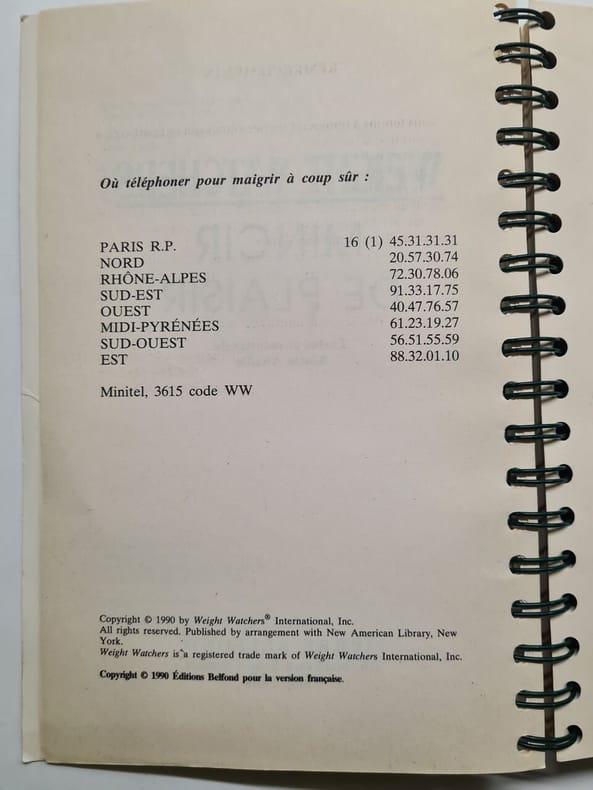 Où téléphoner pour maigrir à coup sûr :
PARIS R.P. 16 (1) 45.31.31.31
NORD 20.57.30.74
RHÔNE-ALPES 72.30.78.06
SUD-EST 91.33.17.75
OUEST 40.47.76.57
MIDI-PYRÉNÉES 61.23.19.27
SUD-OUEST 56.51.55.59
EST 88.32.01.10
Minitel, 3615 code WW
Copyright © 1990 by Weight Watchers® International, Inc.
All rights reserved. Published by arrangement with New American Library, New
York.
Weight Watchers is a registered trade mark of Weight Watchers International, Inc.
Copyright © 1990 Éditions Belfond pour la version française.